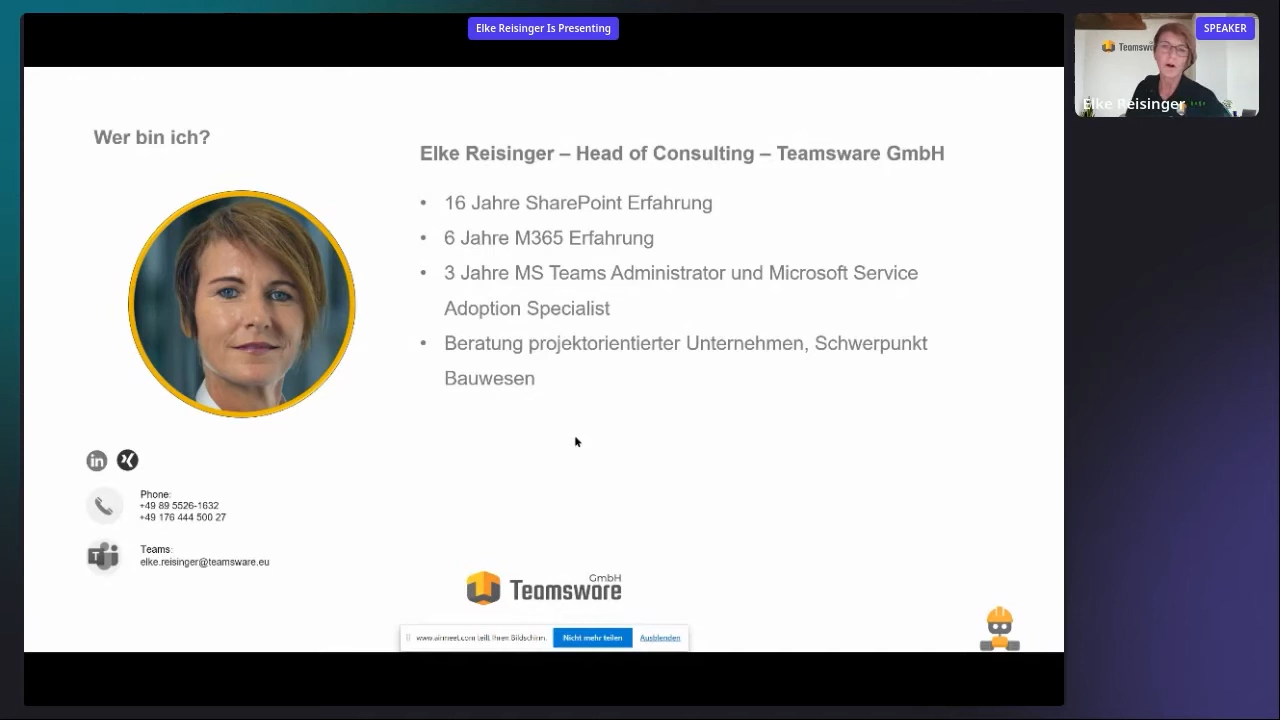 Elke Reisinger Is Presenting
SPEAKER
Teamswa
Elke Reisinger
Wer bin ich?
Elke Reisinger – Head of Consulting – Teamsware GmbH
• 16 Jahre SharePoint Erfahrung
• 6 Jahre M365 Erfahrung
• 3 Jahre MS Teams Administrator und Microsoft Service
Adoption Specialist
• Beratung projektorientierter Unternehmen, Schwerpunkt
Bauwesen
in
Phone:
+49 89 5526-1632
+49 176 444 500 27
T
Teams:
elke.reisinger@teamsware.eu
GmbH
Teamsware
www.airmeet.com teilt Ihren Bildschirm.
Nicht mehr teilen
Ausblenden